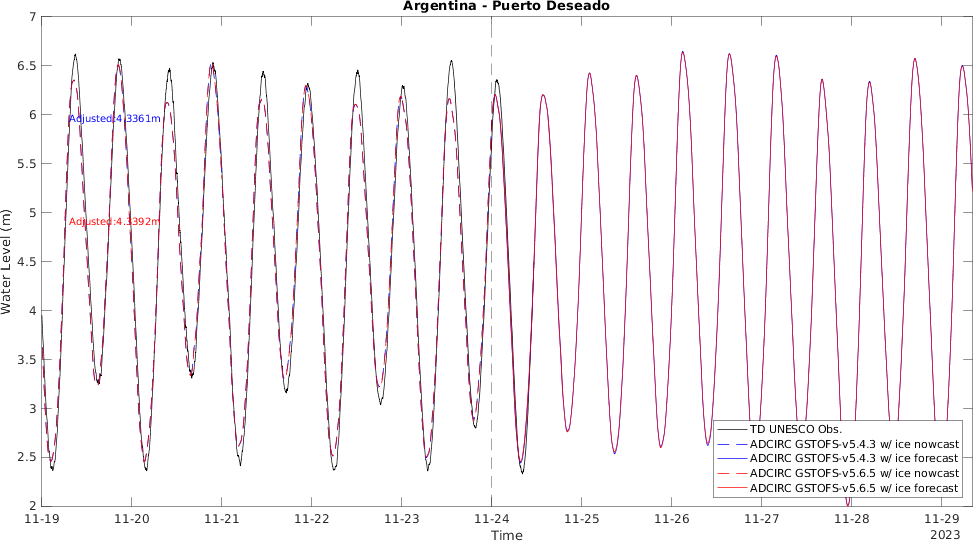 Argentina - Puerto Deseado
7
6.5
6
5.5
5
4.5
4
3.5
3
2.5
2
Water Level (m)
Adjusted:4.3361m
Adjusted:4.3392m
TD UNESCO Obs.
ADCIRC GSTOFS-v5.4.3 w/ ice nowcast
ADCIRC GSTOFS-v5.4.3 w/ ice forecast
ADCIRC GSTOFS-v5.6.5 w/ ice nowcast
ADCIRC GSTOFS-v5.6.5 w/ ice forecast
11-19 11-20 11-21 11-22 11-23 11-24 11-25 11-26 11-27 11-28 11-29
Time
2023